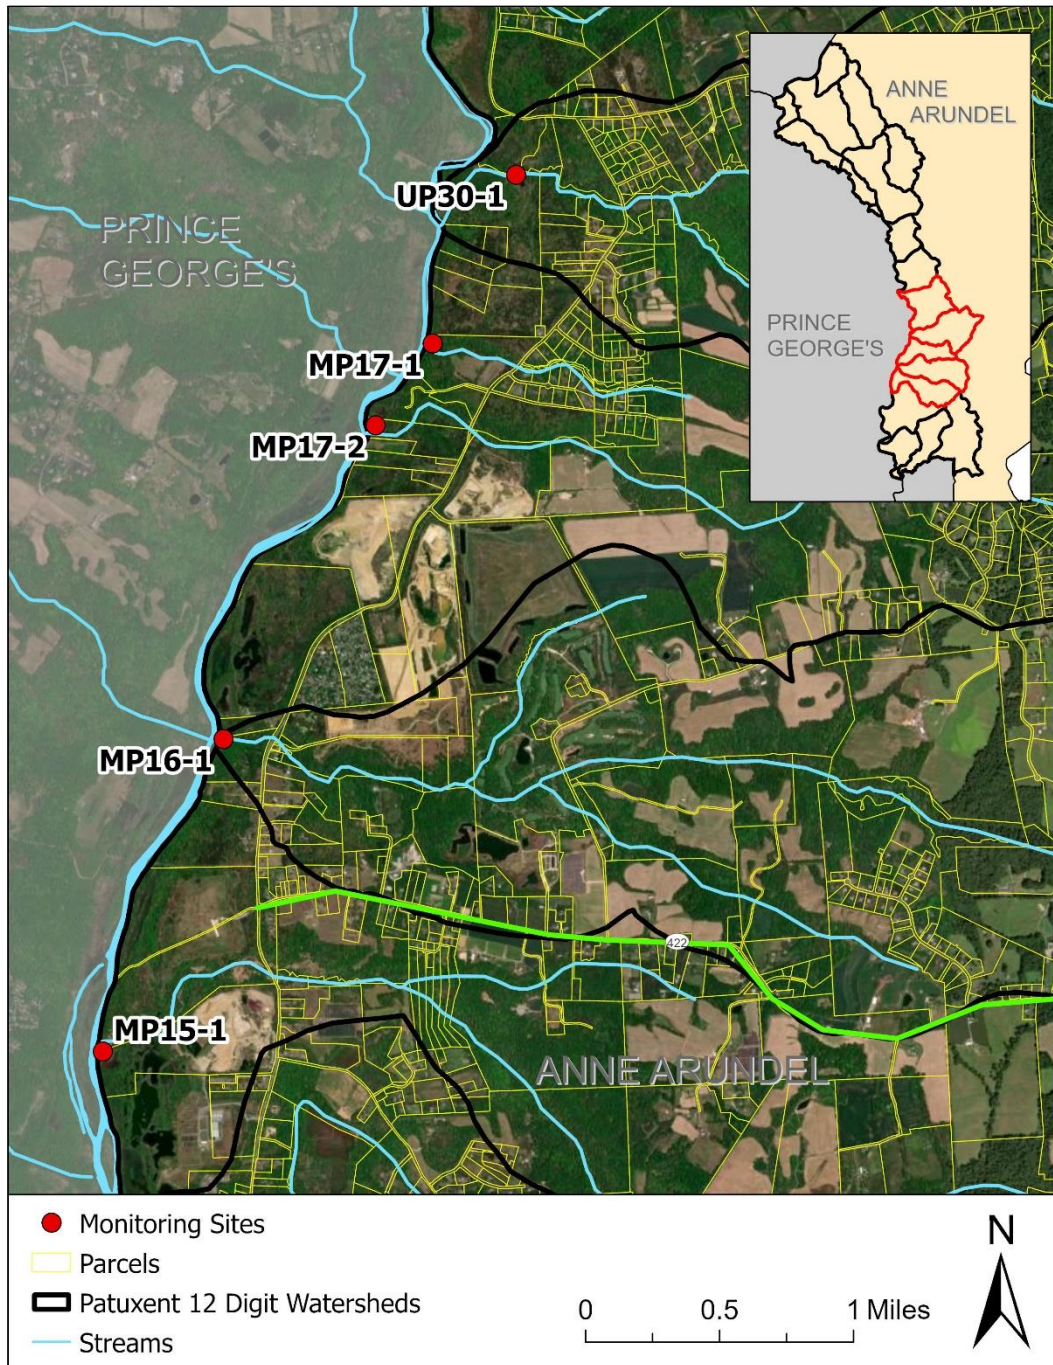 PRINCE
GEORGE'S
UP30-1
MP17-1
MP17-2
MP16-1
MP15-1
422
ANNE ARUNDEL
ANNE
ARUNDEL
PRINCE
GEORGE'S
Monitoring Sites
Parcels
Patuxent 12 Digit Watersheds
Streams
0 0.5 1 Miles
N